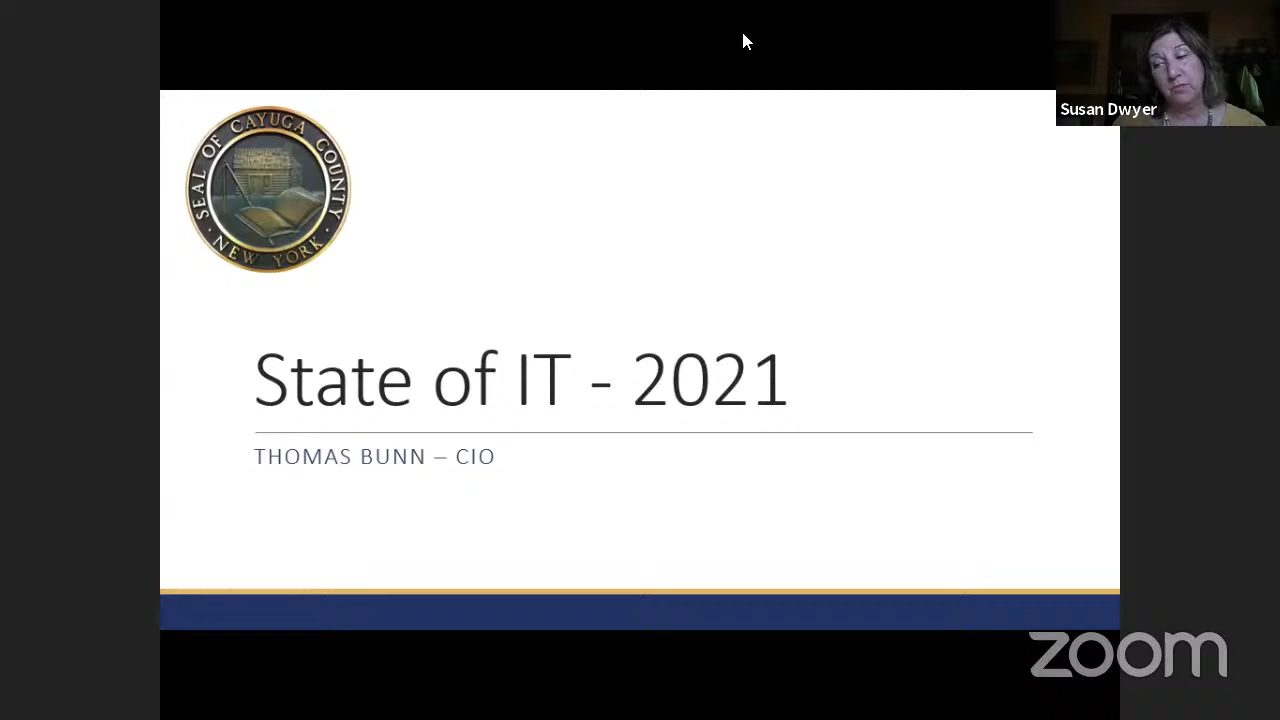 Susan Dwyer
SEAL OF CAYUGA COUNTY
· NEW YORK ·
State of IT - 2021
THOMAS BUNN – CIO
zoom